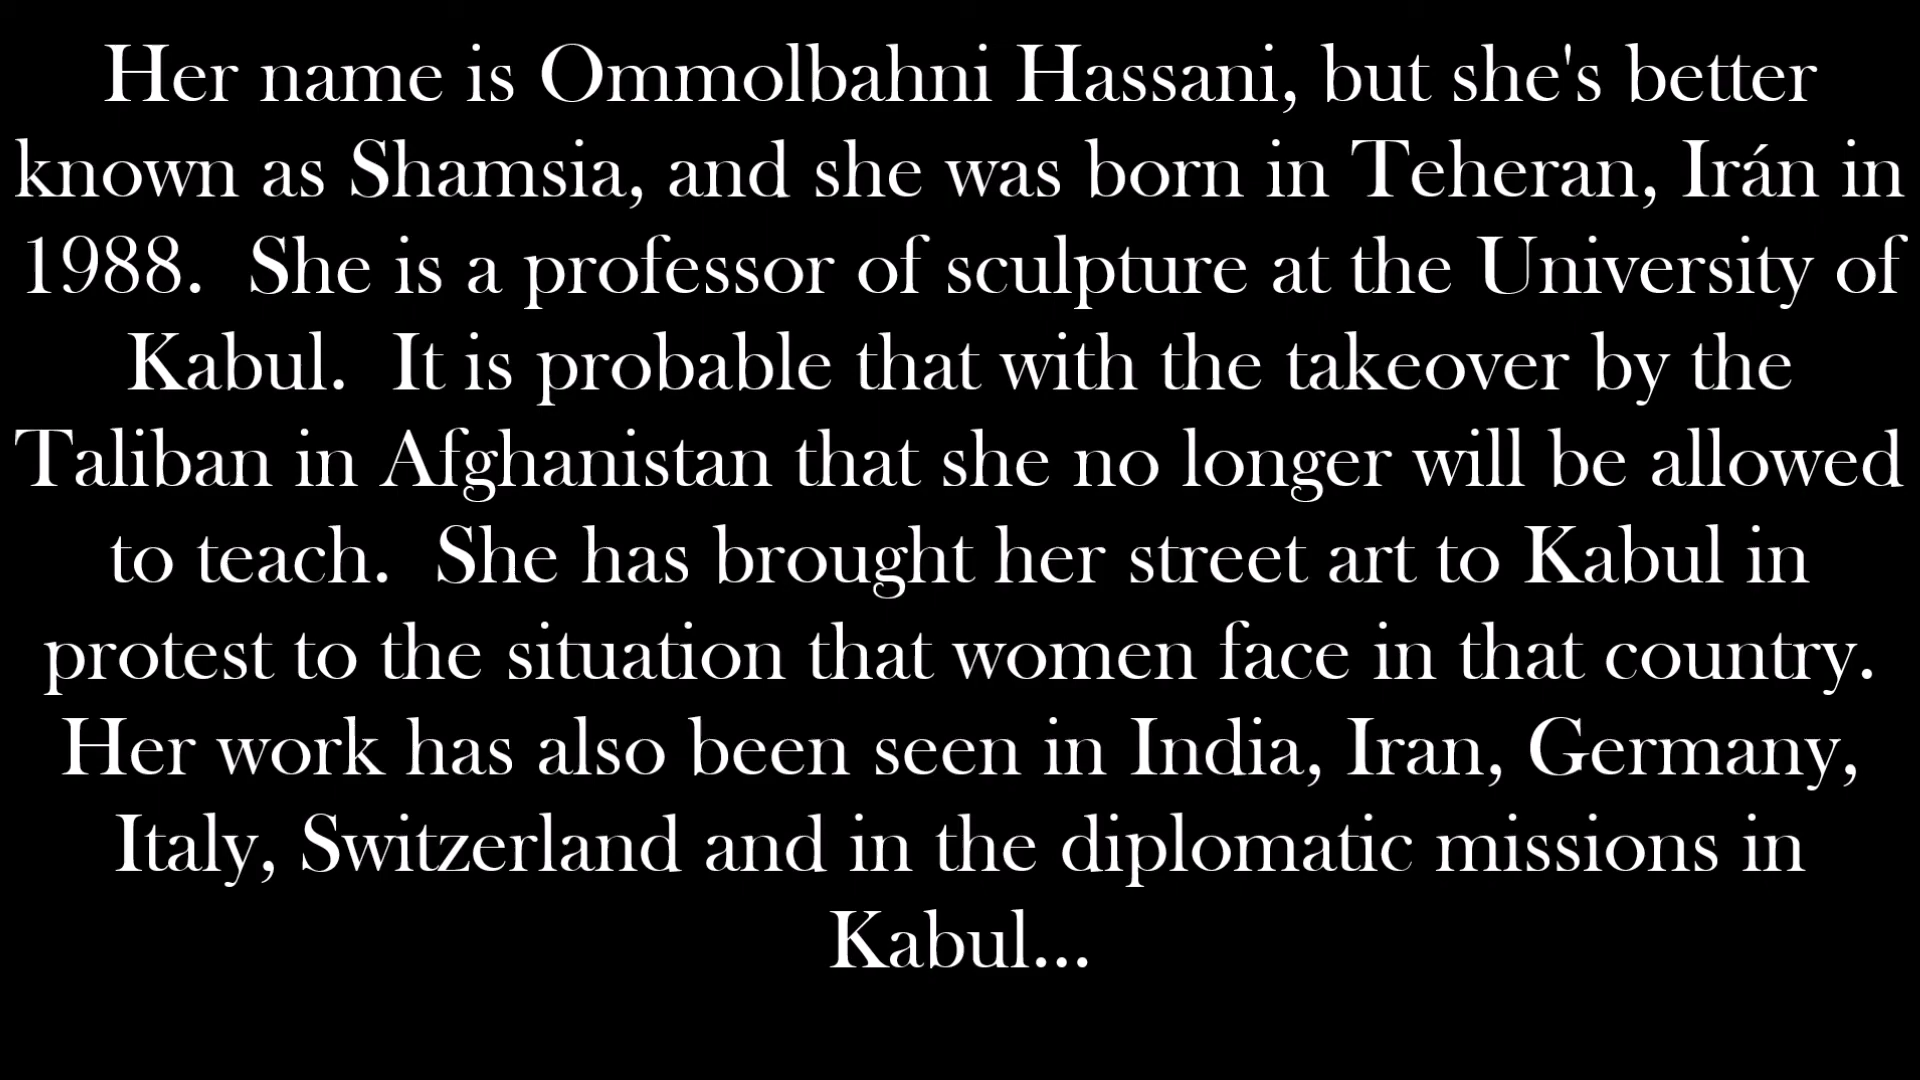 Her name is Ommolbahni Hassani, but she's better
known as Shamsia, and she was born in Teheran, Irán in
1988.  She is a professor of sculpture at the University of
Kabul.  It is probable that with the takeover by the
Taliban in Afghanistan that she no longer will be allowed
to teach.  She has brought her street art to Kabul in
protest to the situation that women face in that country.
Her work has also been seen in India, Iran, Germany,
Italy, Switzerland and in the diplomatic missions in
Kabul...